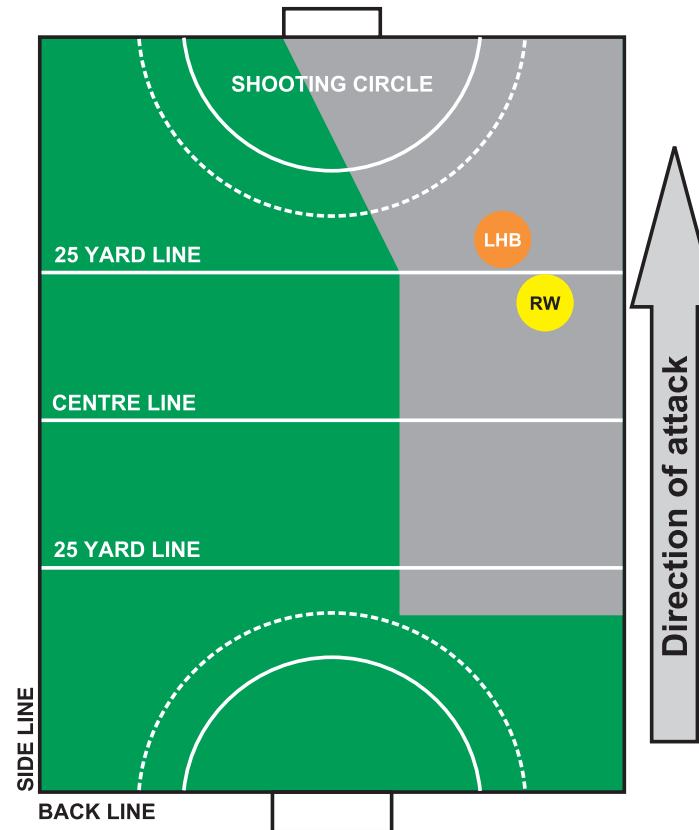 SHOOTING CIRCLE
LHB
25 YARD LINE
RW
CENTRE LINE
25 YARD LINE
Direction of attack
SIDE LINE
BACK LINE